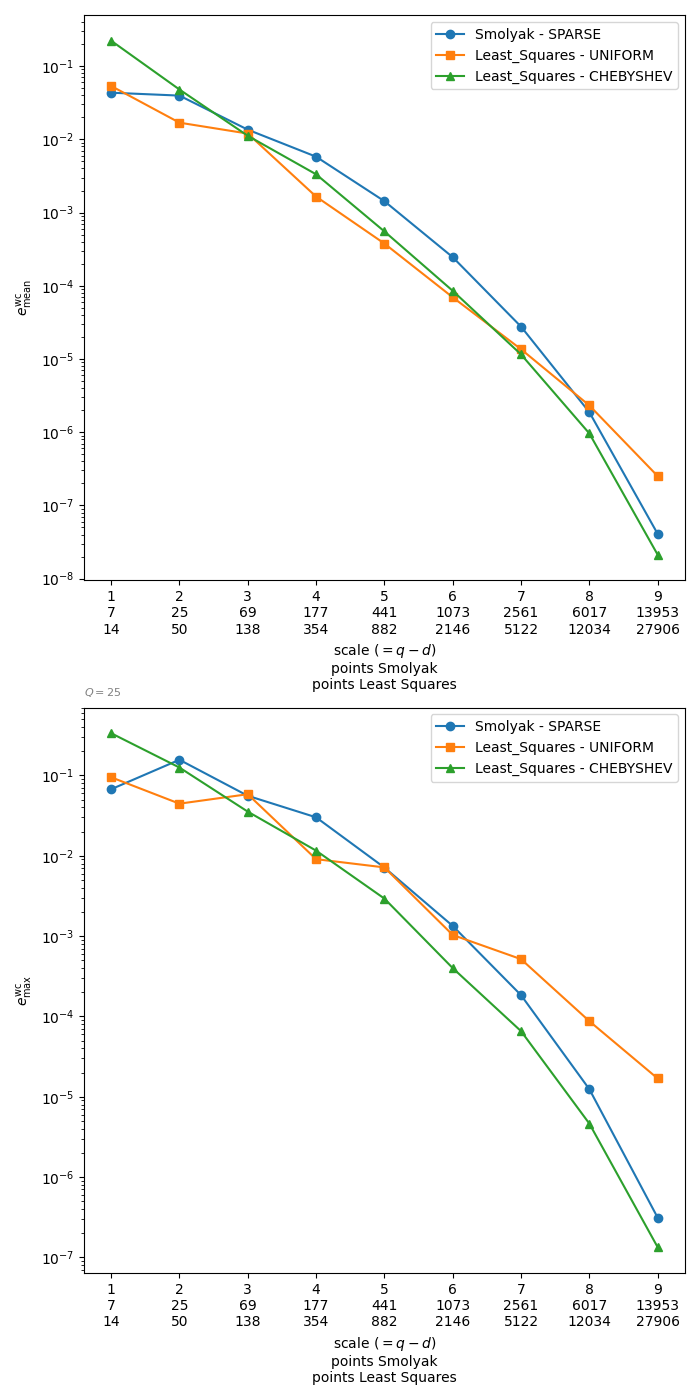 Smolyak - SPARSE
Least_Squares - UNIFORM
Least_Squares - CHEBYSHEV
10⁻¹
10⁻²
10⁻³
10⁻⁴
10⁻⁵
10⁻⁶
10⁻⁷
10⁻⁸
e^wc_mean
1 2 3 4 5 6 7 8 9
7 25 69 177 441 1073 2561 6017 13953
14 50 138 354 882 2146 5122 12034 27906
scale (= q − d)
points Smolyak
points Least Squares
Q = 25
Smolyak - SPARSE
Least_Squares - UNIFORM
Least_Squares - CHEBYSHEV
10⁻¹
10⁻²
10⁻³
10⁻⁴
10⁻⁵
10⁻⁶
10⁻⁷
e^wc_max
1 2 3 4 5 6 7 8 9
7 25 69 177 441 1073 2561 6017 13953
14 50 138 354 882 2146 5122 12034 27906
scale (= q − d)
points Smolyak
points Least Squares